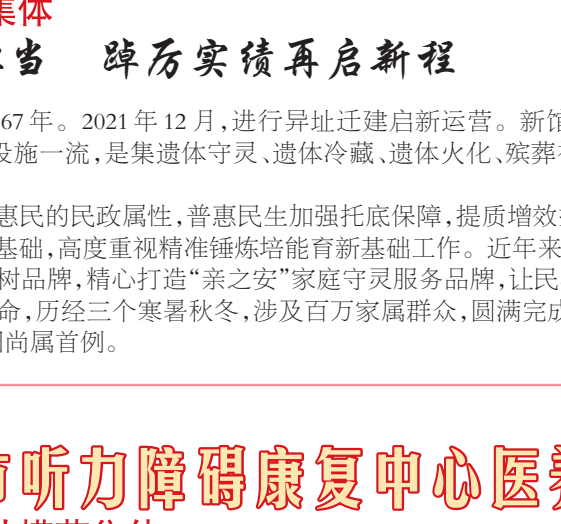 集体
当 踔厉实绩再启新程
67年。2021年12月,进行异址迁建启新运营。新馆
设施一流,是集遗体守灵、遗体冷藏、遗体火化、殡葬
惠民的民政属性,普惠民生加强托底保障,提质增效
基础,高度重视精准锤炼培能育新基础工作。近年来
树品牌,精心打造“亲之安”家庭守灵服务品牌,让民
命,历经三个寒暑秋冬,涉及百万家属群众,圆满完成
尚属首例。
听力障碍康复中心医